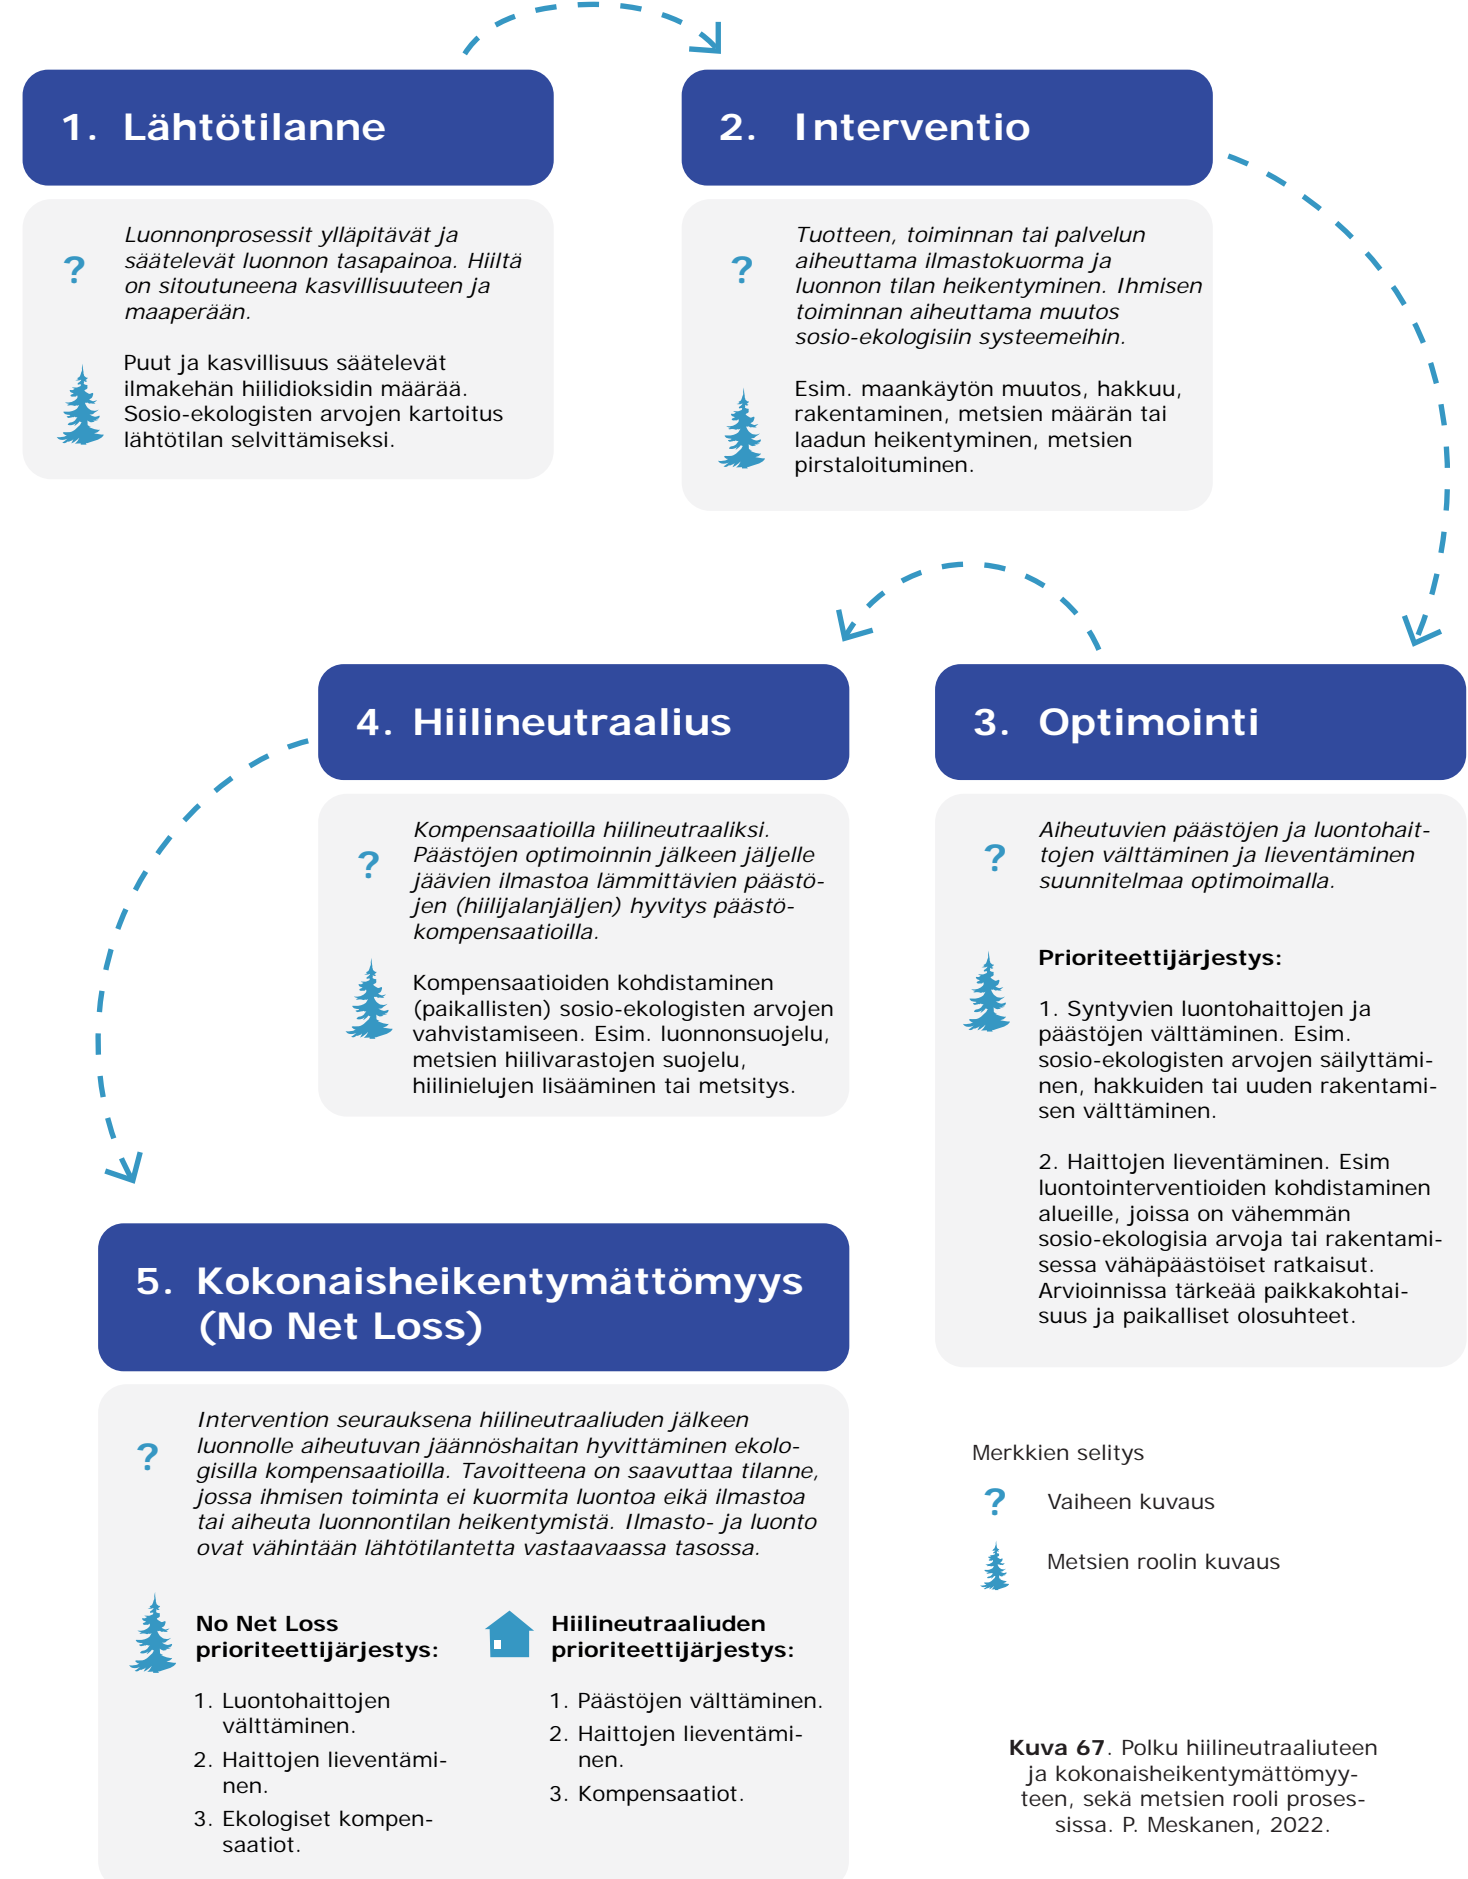 1. Lähtötilanne
?
Luonnonprosessit ylläpitävät ja
säätelevät luonnon tasapainoa. Hiiltä
on sitoutuneena kasvillisuuteen ja
maaperään.
Puut ja kasvillisuus säätelevät
ilmakehän hiilidioksidin määrää.
Sosio-ekologisten arvojen kartoitus
lähtötilan selvittämiseksi.
2. Interventio
?
Tuotteen, toiminnan tai palvelun
aiheuttama ilmastokuorma ja
luonnon tilan heikentyminen. Ihmisen
toiminnan aiheuttama muutos
sosio-ekologisiin systeemeihin.
Esim. maankäytön muutos, hakkuu,
rakentaminen, metsien määrän tai
laadun heikentyminen, metsien
pirstaloituminen.
3. Optimointi
?
Aiheutuvien päästöjen ja luontohait-
tojen välttäminen ja lieventäminen
suunnitelmaa optimoimalla.
Prioriteettijärjestys:
1. Syntyvien luontohaittojen ja
päästöjen välttäminen. Esim.
sosio-ekologisten arvojen säilyttämi-
nen, hakkuiden tai uuden rakentami-
sen välttäminen.
2. Haittojen lieventäminen. Esim
luontointerventioiden kohdistaminen
alueille, joissa on vähemmän
sosio-ekologisia arvoja tai rakentami-
sessa vähäpäästöiset ratkaisut.
Arvioinnissa tärkeää paikkakohtai-
suus ja paikalliset olosuhteet.
4. Hiilineutraalius
?
Kompensaatioilla hiilineutraaliksi.
Päästöjen optimoinnin jälkeen jäljelle
jäävien ilmastoa lämmittävien päästö-
jen (hiilijalanjäljen) hyvitys päästö-
kompensaatioilla.
Kompensaatioiden kohdistaminen
(paikallisten) sosio-ekologisten arvojen
vahvistamiseen. Esim. luonnonsuojelu,
metsien hiilivarastojen suojelu,
hiilinielujen lisääminen tai metsitys.
5. Kokonaisheikentymättömyys
(No Net Loss)
?
Intervention seurauksena hiilineutraaliuden jälkeen
luonnolle aiheutuvan jäännöshaitan hyvittäminen ekolo-
gisilla kompensaatioilla. Tavoitteena on saavuttaa tilanne,
jossa ihmisen toiminta ei kuormita luontoa eikä ilmastoa
tai aiheuta luonnontilan heikentymistä. Ilmasto- ja luonto
ovat vähintään lähtötilantetta vastaavaassa tasossa.
No Net Loss
prioriteettijärjestys:
1. Luontohaittojen
välttäminen.
2. Haittojen lieventämi-
nen.
3. Ekologiset kompen-
saatiot.
Hiilineutraaliuden
prioriteettijärjestys:
1. Päästöjen välttäminen.
2. Haittojen lieventämi-
nen.
3. Kompensaatiot.
Merkkien selitys
? Vaiheen kuvaus
Metsien roolin kuvaus
Kuva 67. Polku hiilineutraaliuteen
ja kokonaisheikentymättömyy-
teen, sekä metsien rooli proses-
sissa. P. Meskanen, 2022.